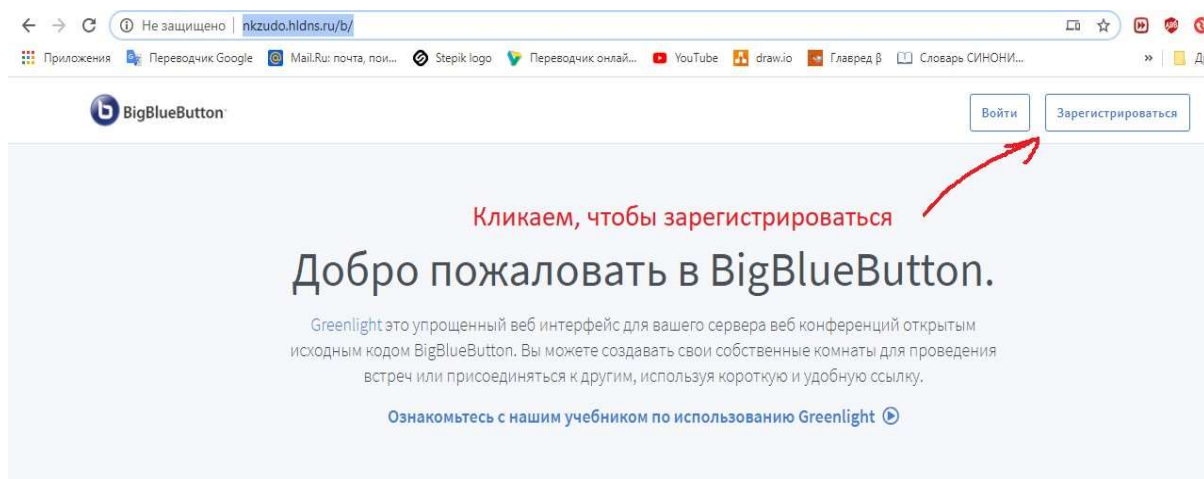 Не защищено | nkzudo.hldns.ru/b/
Приложения Переводчик Google Mail.Ru: почта, пои... Stepik logo Переводчик онлай... YouTube draw.io Главред β Словарь СИНОНИ... »
BigBlueButton
Войти Зарегистрироваться
Кликаем, чтобы зарегистрироваться
Добро пожаловать в BigBlueButton.
Greenlight это упрощенный веб интерфейс для вашего сервера веб конференций открытым
исходным кодом BigBlueButton. Вы можете создавать свои собственные комнаты для проведения
встреч или присоединяться к другим, используя короткую и удобную ссылку.
Ознакомьтесь с нашим учебником по использованию Greenlight